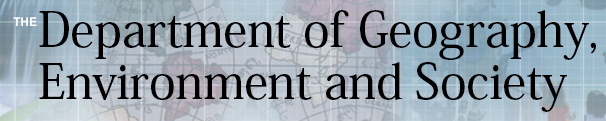 THE Department of Geography,
Environment and Society